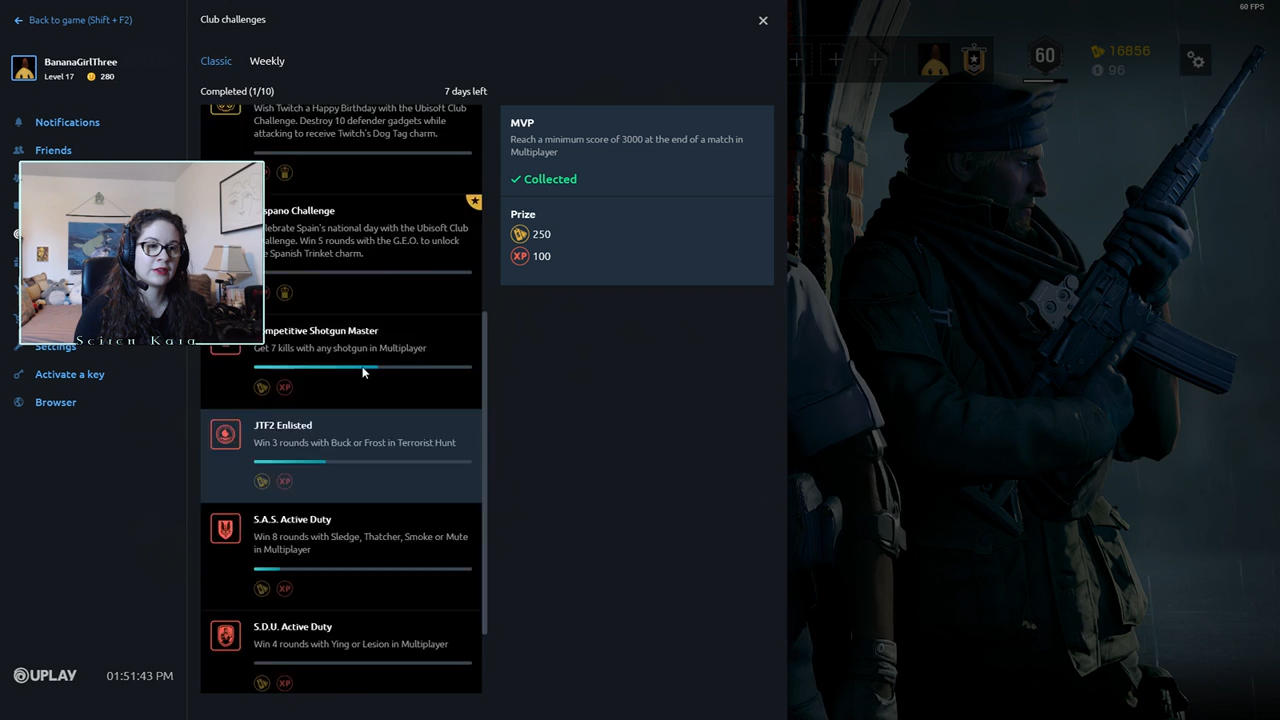 Back to game (Shift + F2)
Club challenges
60 FPS
BananaGirlThree
Level 17 280
Classic Weekly
60
16856
96
Completed (1/10) 7 days left
Notifications
Friends
Wish Twitch a Happy Birthday with the Ubisoft Club
Challenge. Destroy 10 defender gadgets while
attacking to receive Twitch's Dog Tag charm.
spano Challenge
lebrate Spain's national day with the Ubisoft Club
allenge. Win 5 rounds with the G.E.O. to unlock
Spanish Trinket charm.
ompetitive Shotgun Master
Get 7 kills with any shotgun in Multiplayer
XP
JTF2 Enlisted
Win 3 rounds with Buck or Frost in Terrorist Hunt
XP
S.A.S. Active Duty
Win 8 rounds with Sledge, Thatcher, Smoke or Mute
in Multiplayer
XP
S.D.U. Active Duty
Win 4 rounds with Ying or Lesion in Multiplayer
XP
MVP
Reach a minimum score of 3000 at the end of a match in
Multiplayer
Collected
Prize
250
XP 100
Settings
Activate a key
Browser
UPLAY 01:51:43 PM